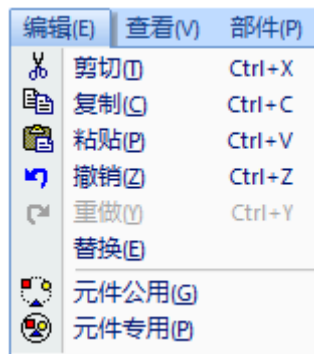 编辑(E) 查看(V) 部件(P)
剪切(T) Ctrl+X
复制(C) Ctrl+C
粘贴(P) Ctrl+V
撤销(Z) Ctrl+Z
重做(Y) Ctrl+Y
替换(E)
元件公用(G)
元件专用(P)